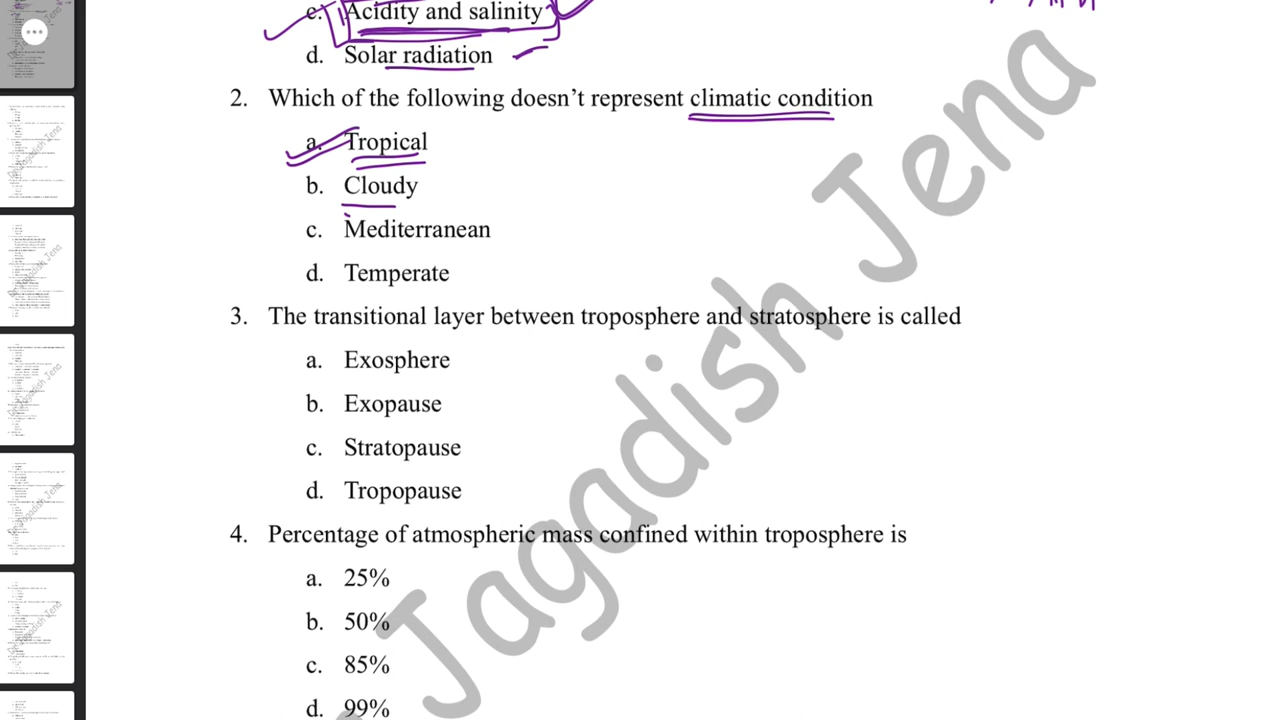 c. Acidity and salinity
d. Solar radiation
2. Which of the following doesn’t represent climatic condition
a. Tropical
b. Cloudy
c. Mediterranean
d. Temperate
3. The transitional layer between troposphere and stratosphere is called
a. Exosphere
b. Exopause
c. Stratopause
d. Tropopause
4. Percentage of atmospheric mass confined within troposphere is
a. 25%
b. 50%
c. 85%
d. 99%
Jagadish Jena